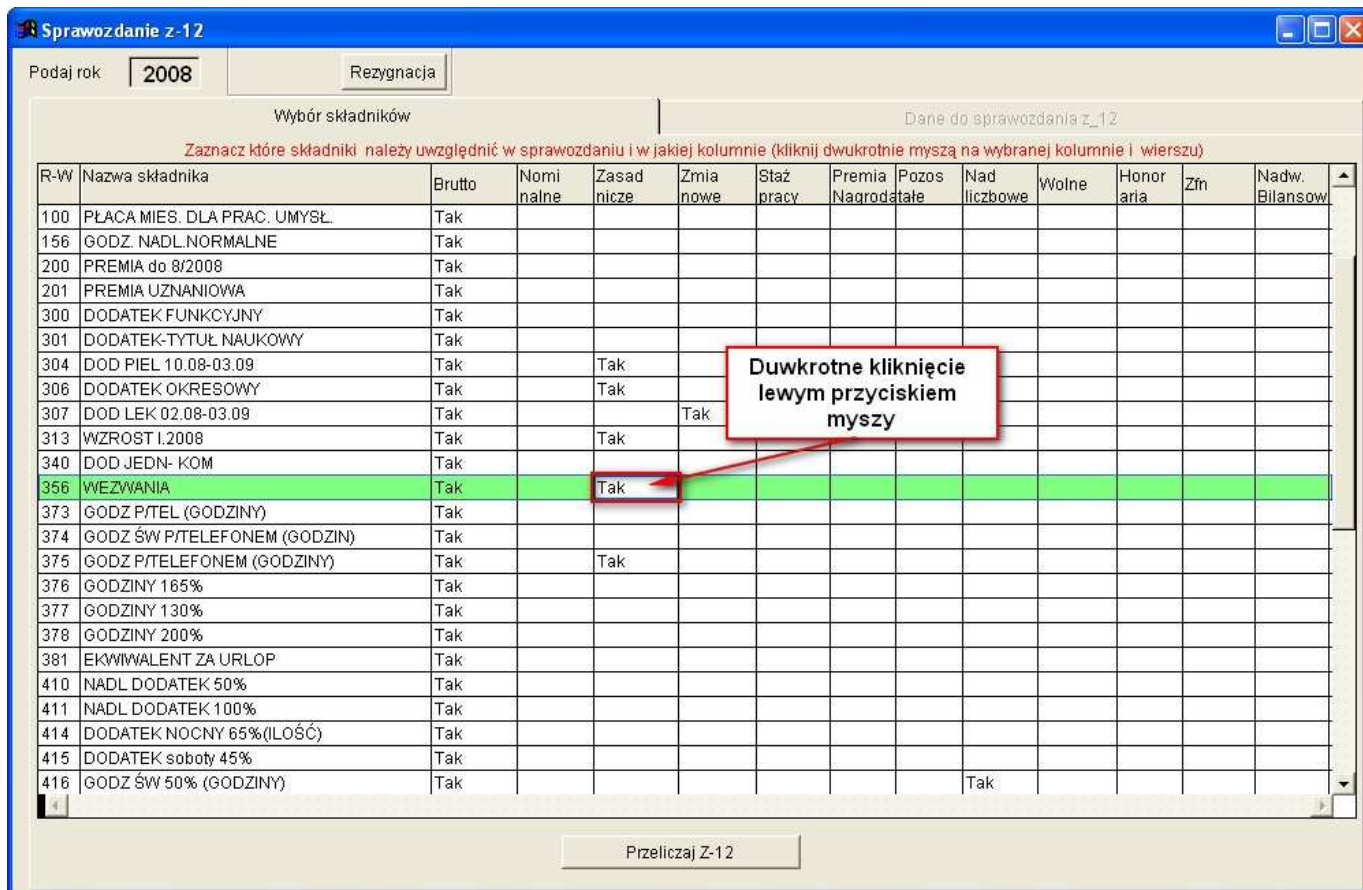 Sprawozdanie z-12
Podaj rok 2008 Rezygnacja
Wybór składników Dane do sprawozdania z_12
Zaznacz które składniki należy uwzględnić w sprawozdaniu i w jakiej kolumnie (kliknij dwukrotnie myszą na wybranej kolumnie i wierszu)
R-W Nazwa składnika Brutto Nomi nalne Zasad nicze Zmia nowe Staż pracy Premia Nagroda Pozos tałe Nad liczbowe Wolne Honor aria Zfn Nadw. Bilansow
100 PŁACA MIES. DLA PRAC. UMYSŁ. Tak
156 GODZ. NADL.NORMALNE Tak
200 PREMIA do 8/2008 Tak
201 PREMIA UZNANIOWA Tak
300 DODATEK FUNKCYJNY Tak
301 DODATEK-TYTUŁ NAUKOWY Tak
304 DOD PIEL 10.08-03.09 Tak Tak
306 DODATEK OKRESOWY Tak Tak
307 DOD LEK 02.08-03.09 Tak Tak
313 WZROST I.2008 Tak Tak
340 DOD JEDN- KOM Tak
356 WEZWANIA Tak Tak
373 GODZ P/TEL (GODZINY) Tak
374 GODZ ŚW P/TELEFONEM (GODZIN) Tak
375 GODZ P/TELEFONEM (GODZINY) Tak Tak
376 GODZINY 165% Tak
377 GODZINY 130% Tak
378 GODZINY 200% Tak
381 EKWIWALENT ZA URLOP Tak
410 NADL DODATEK 50% Tak
411 NADL DODATEK 100% Tak
414 DODATEK NOCNY 65%(ILOŚĆ) Tak
415 DODATEK soboty 45% Tak
416 GODZ ŚW 50% (GODZINY) Tak Tak
Duwkrotne kliknięcie
lewym przyciskiem
myszy
Przeliczaj Z-12